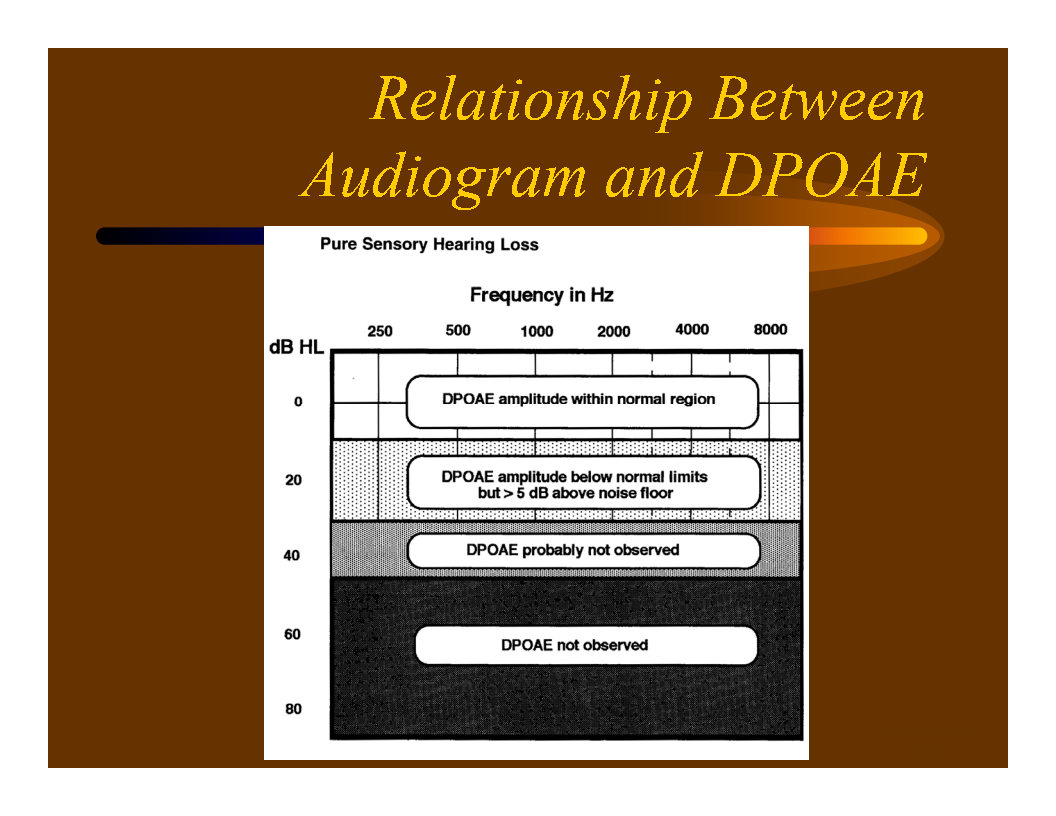 Relationship Between
Audiogram and DPOAE
Pure Sensory Hearing Loss
Frequency in Hz
250 500 1000 2000 4000 8000
dB HL
0 DPOAE amplitude within normal region
20 DPOAE amplitude below normal limits
but > 5 dB above noise floor
40 DPOAE probably not observed
60 DPOAE not observed
80